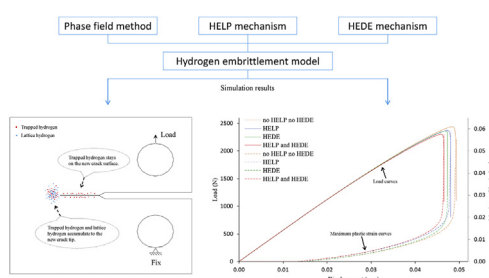 Phase field method
HELP mechanism
HEDE mechanism
Hydrogen embrittlement model
Simulation results
Trapped hydrogen
Lattice hydrogen
Trapped hydrogen stays
on the new crack surface.
Trapped hydrogen and lattice
hydrogen accumulate to the
new crack tip.
Load
Fix
no HELP no HEDE
HELP
HEDE
HELP and HEDE
no HELP no HEDE
HELP
HEDE
HELP and HEDE
Load curves
Minimum plastic strain curves
Load (N)
2500
2000
1500
1000
500
0
0.00
0.01
0.02
0.03
0.04
0.05
0.06
0.05
0.04
0.03
0.02
0.01
0.00